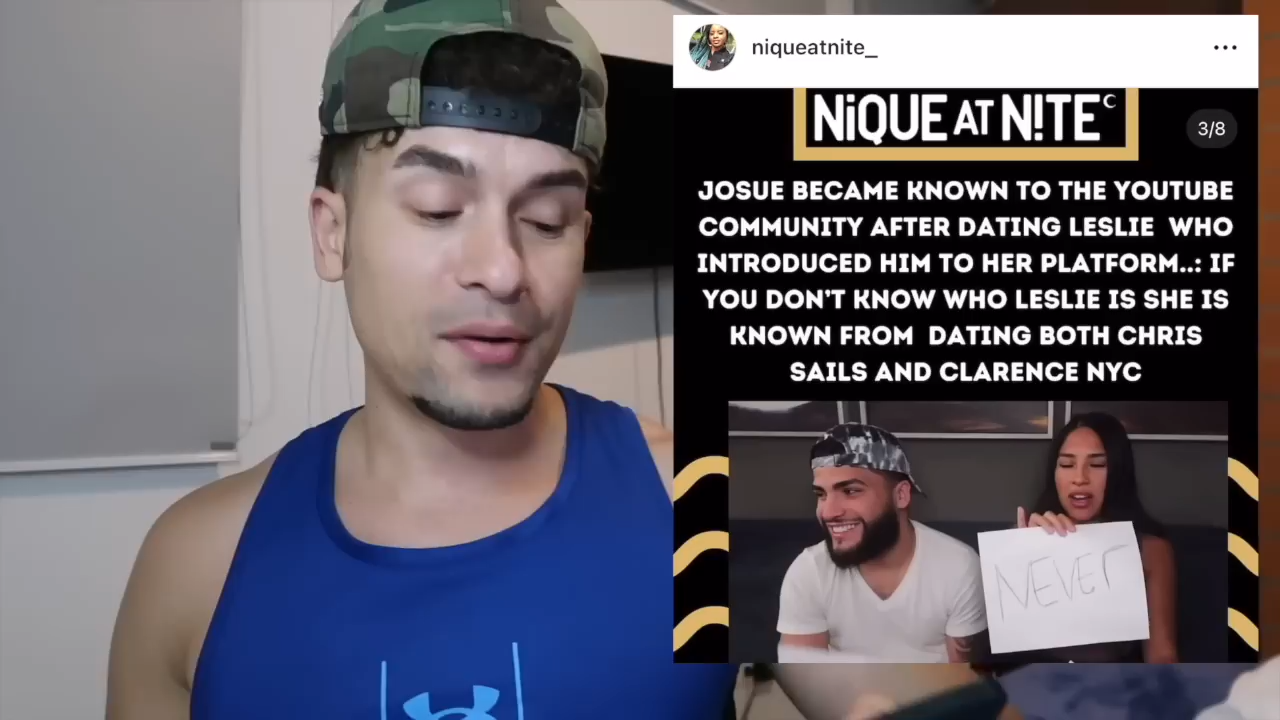 niqueatnite_
NiQUE AT N!TE
3/8
JOSUE BECAME KNOWN TO THE YOUTUBE
COMMUNITY AFTER DATING LESLIE WHO
INTRODUCED HIM TO HER PLATFORM..: IF
YOU DON'T KNOW WHO LESLIE IS SHE IS
KNOWN FROM DATING BOTH CHRIS
SAILS AND CLARENCE NYC
NEVER